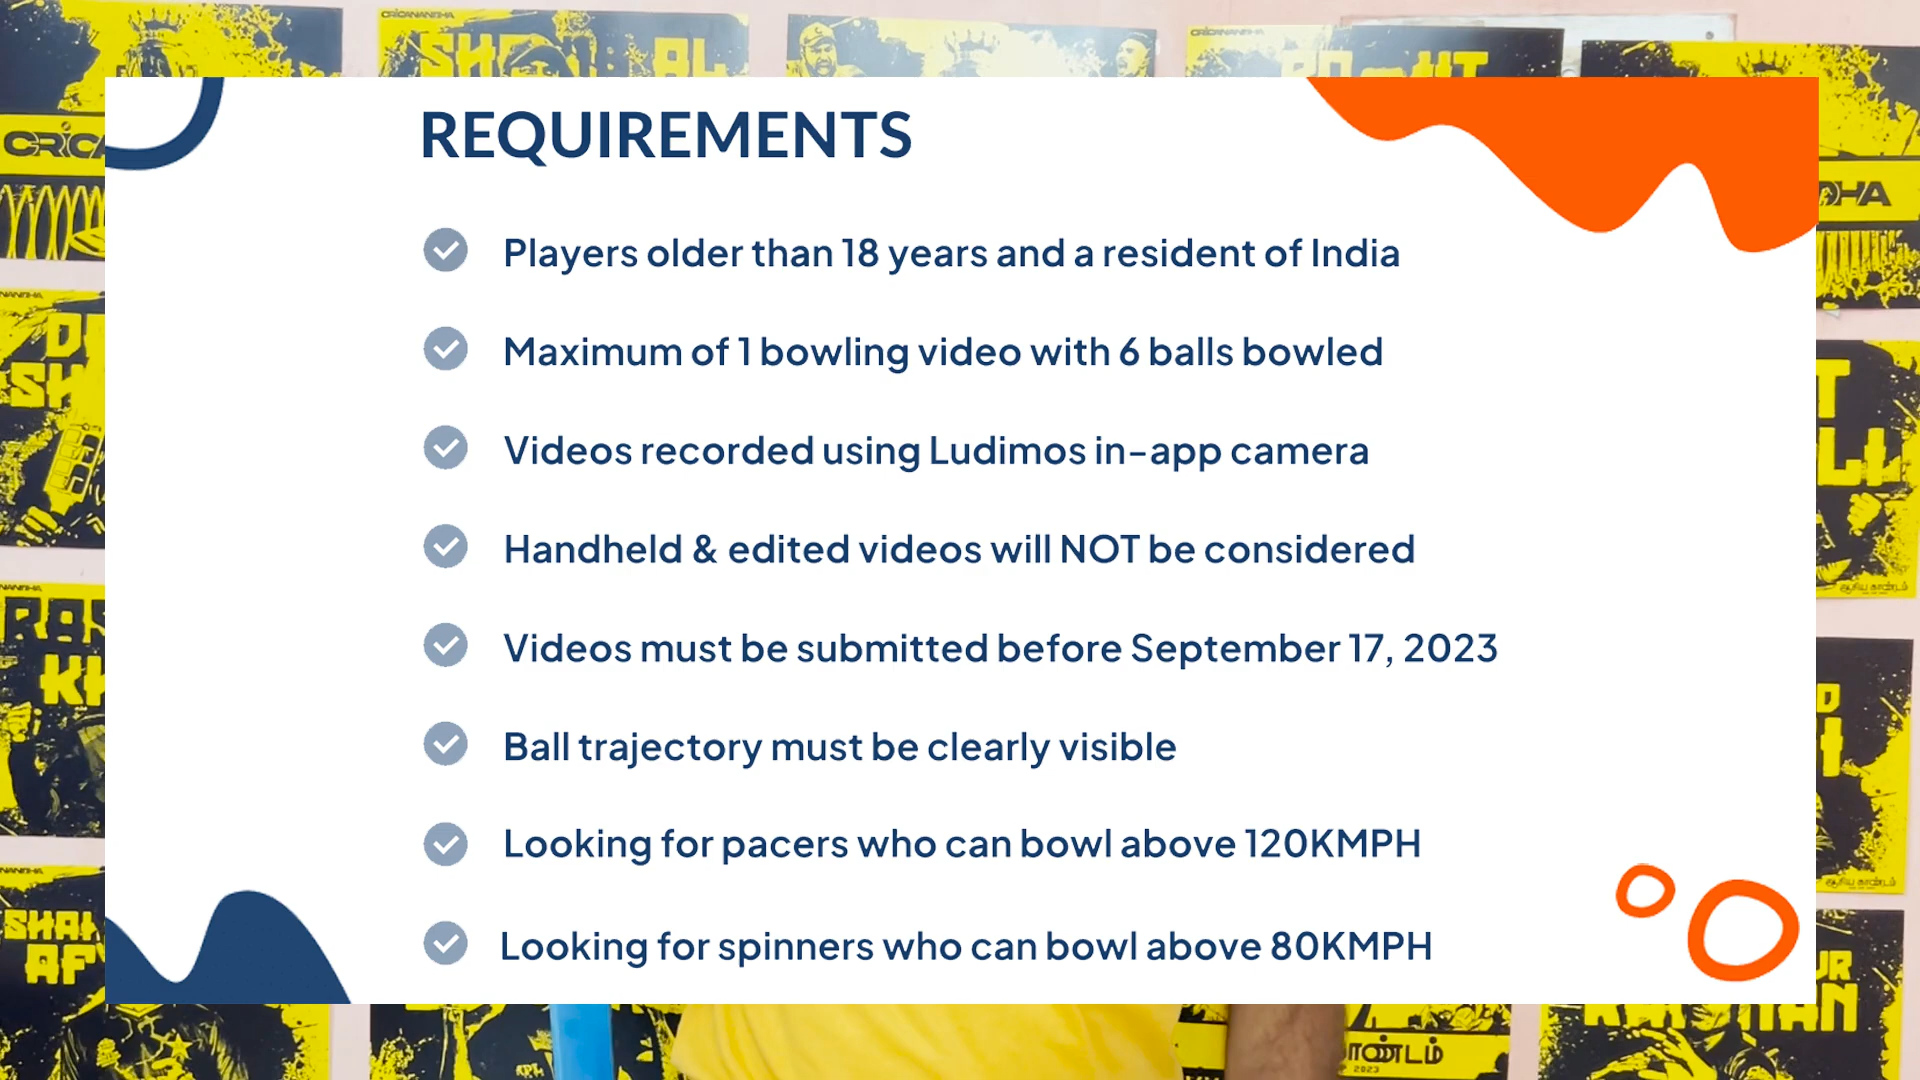 CRICANANDHA
REQUIREMENTS
Players older than 18 years and a resident of India
Maximum of 1 bowling video with 6 balls bowled
Videos recorded using Ludimos in-app camera
Handheld & edited videos will NOT be considered
Videos must be submitted before September 17, 2023
Ball trajectory must be clearly visible
Looking for pacers who can bowl above 120KMPH
Looking for spinners who can bowl above 80KMPH
2023